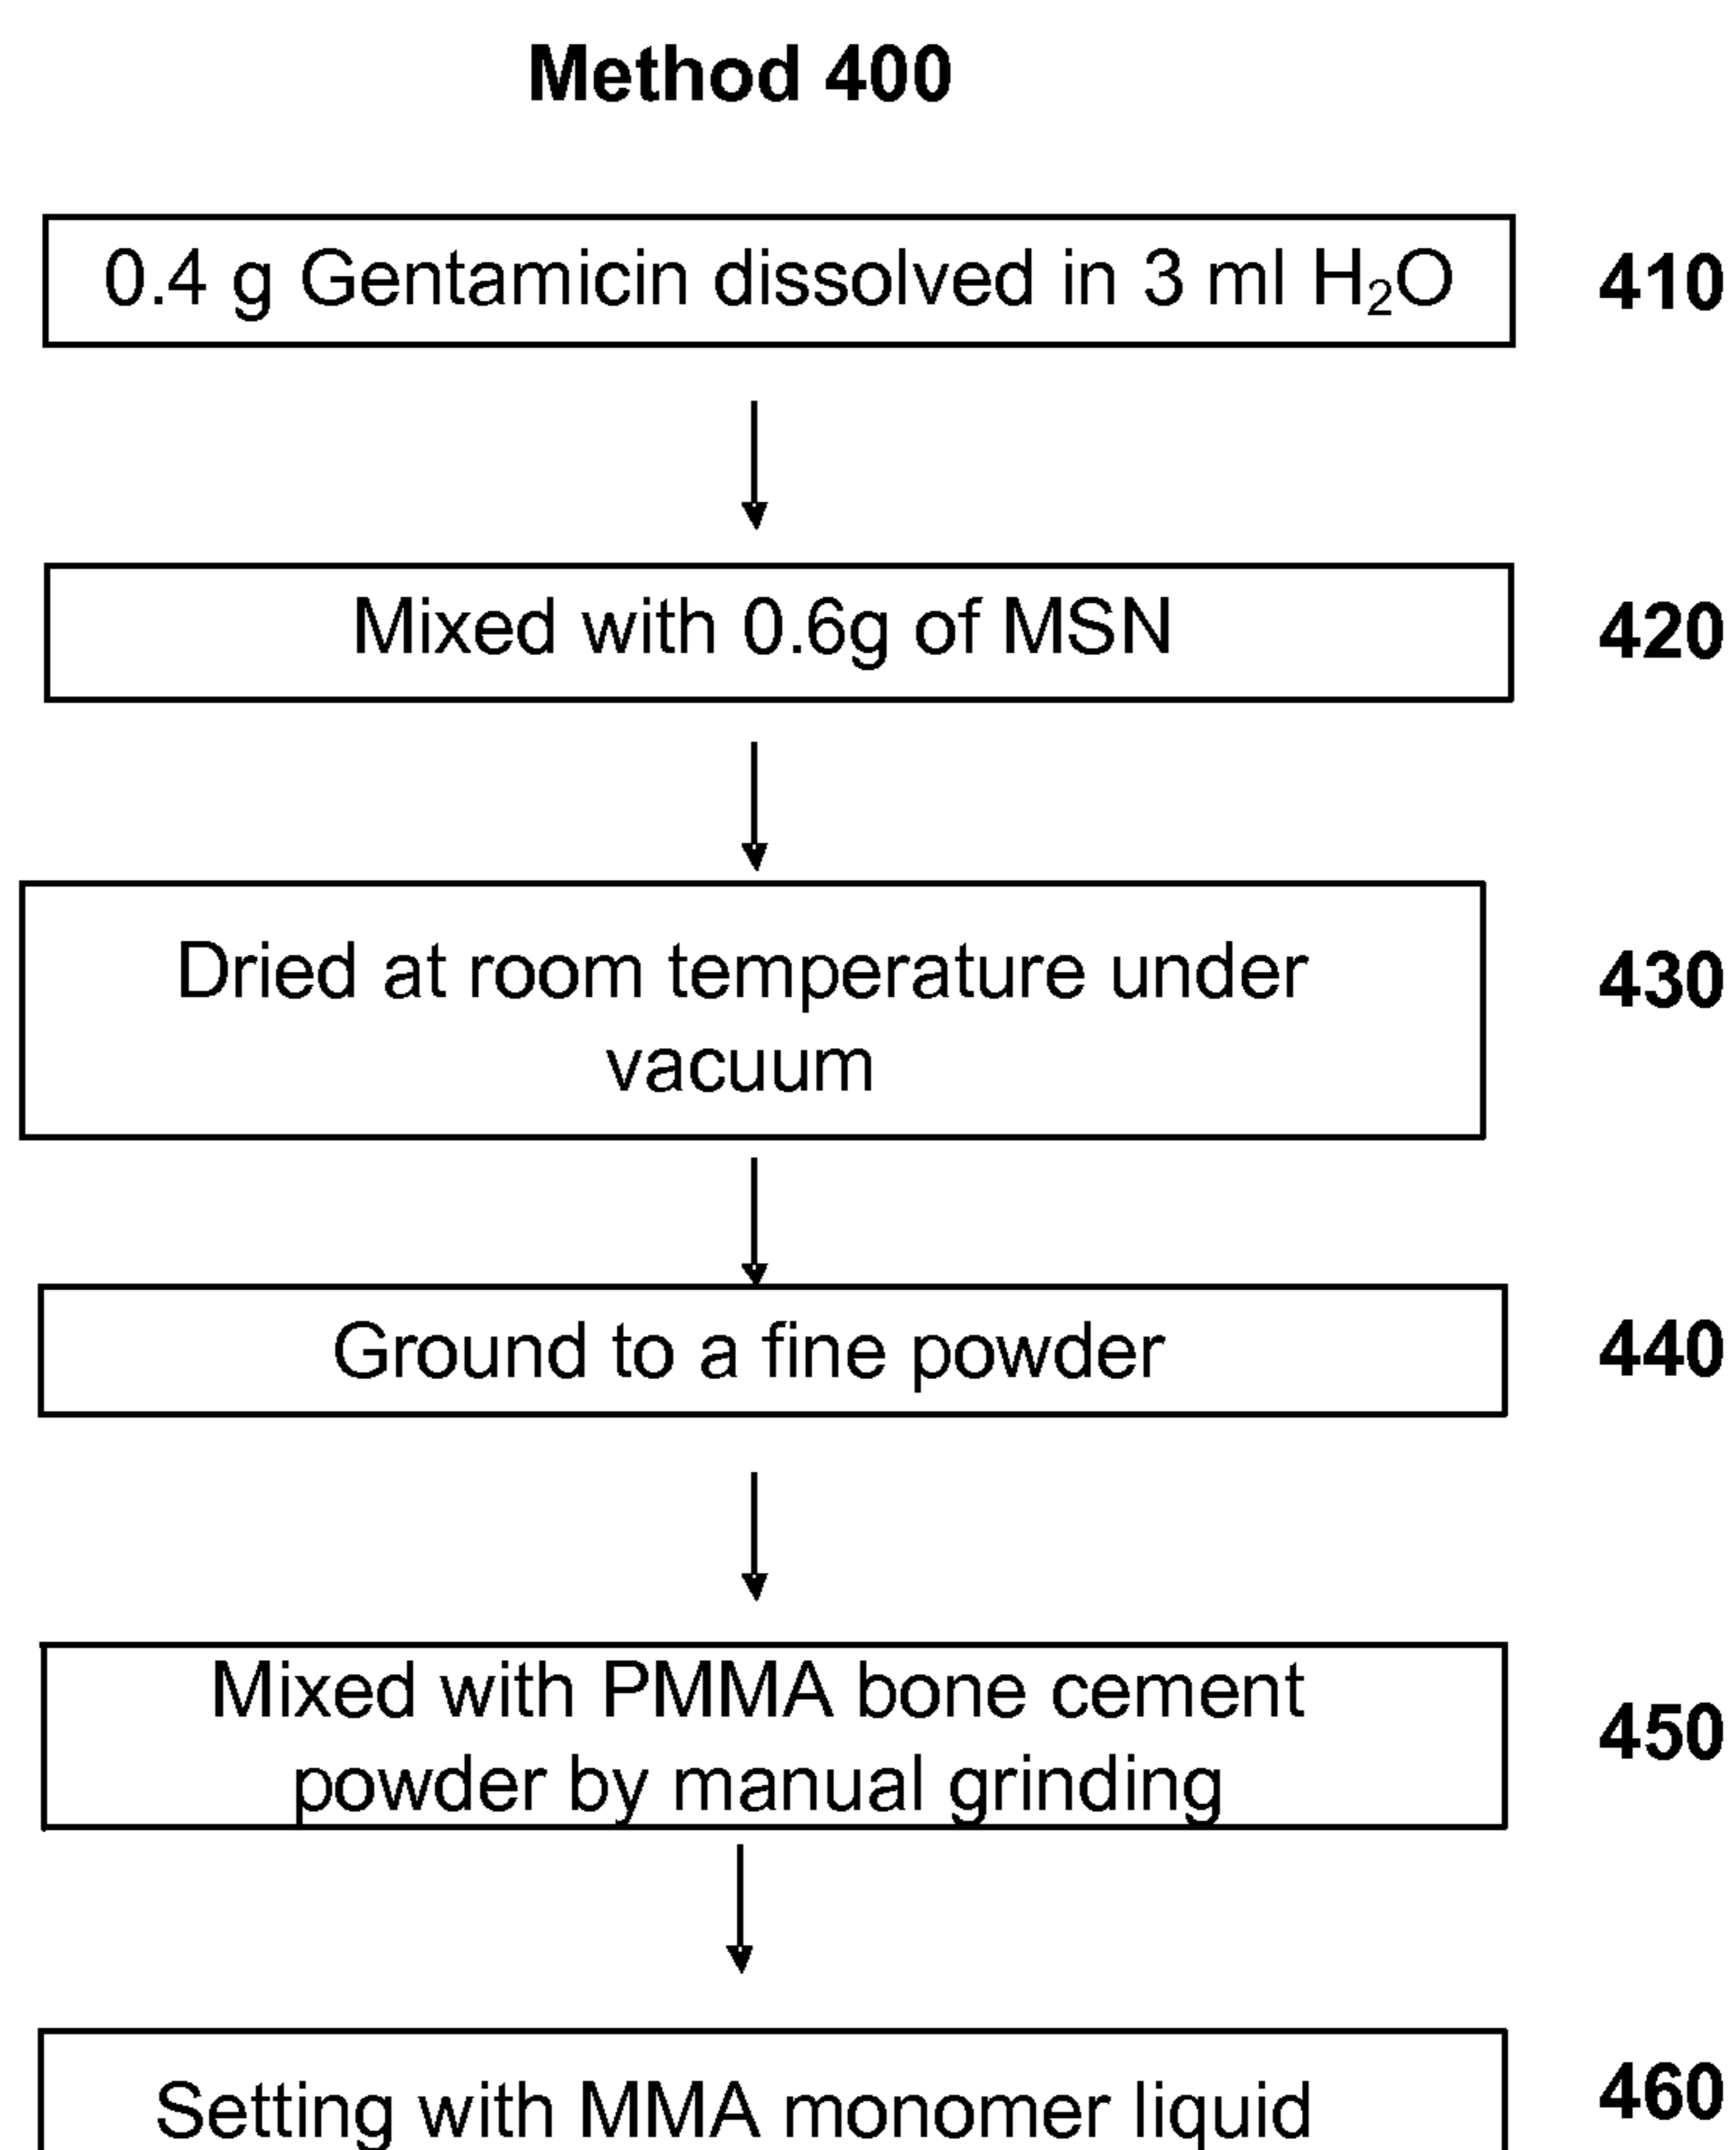 Method 400
0.4 g Gentamicin dissolved in 3 ml H₂O 410
Mixed with 0.6g of MSN 420
Dried at room temperature under 430
vacuum
Ground to a fine powder 440
Mixed with PMMA bone cement 450
powder by manual grinding
Setting with MMA monomer liquid 460